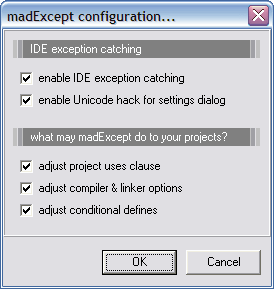 madExcept configuration...
IDE exception catching
enable IDE exception catching
enable Unicode hack for settings dialog
what may madExcept do to your projects?
adjust project uses clause
adjust compiler & linker options
adjust conditional defines
OK
Cancel